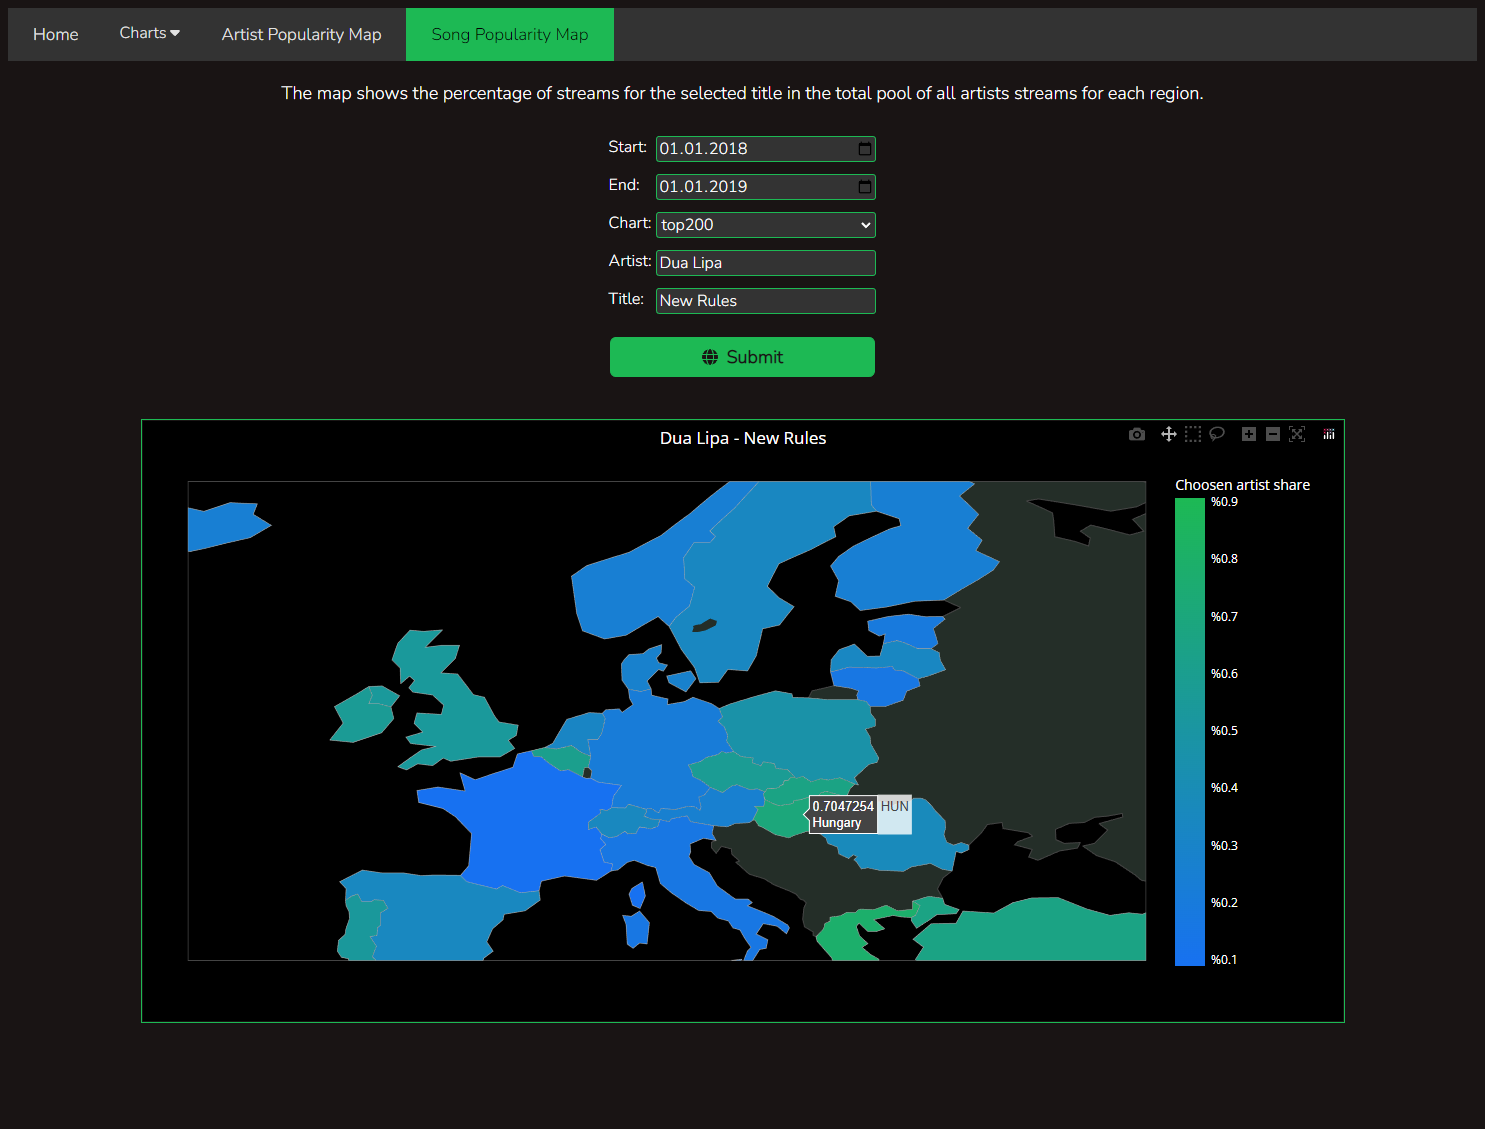 Home
Charts
Artist Popularity Map
Song Popularity Map
The map shows the percentage of streams for the selected title in the total pool of all artists streams for each region.
Start: 01.01.2018
End: 01.01.2019
Chart: top200
Artist: Dua Lipa
Title: New Rules
Submit
Dua Lipa - New Rules
Choosen artist share
%0.9
%0.8
%0.7
%0.6
%0.5
%0.4
%0.3
%0.2
%0.1
0.7047254 HUN
Hungary